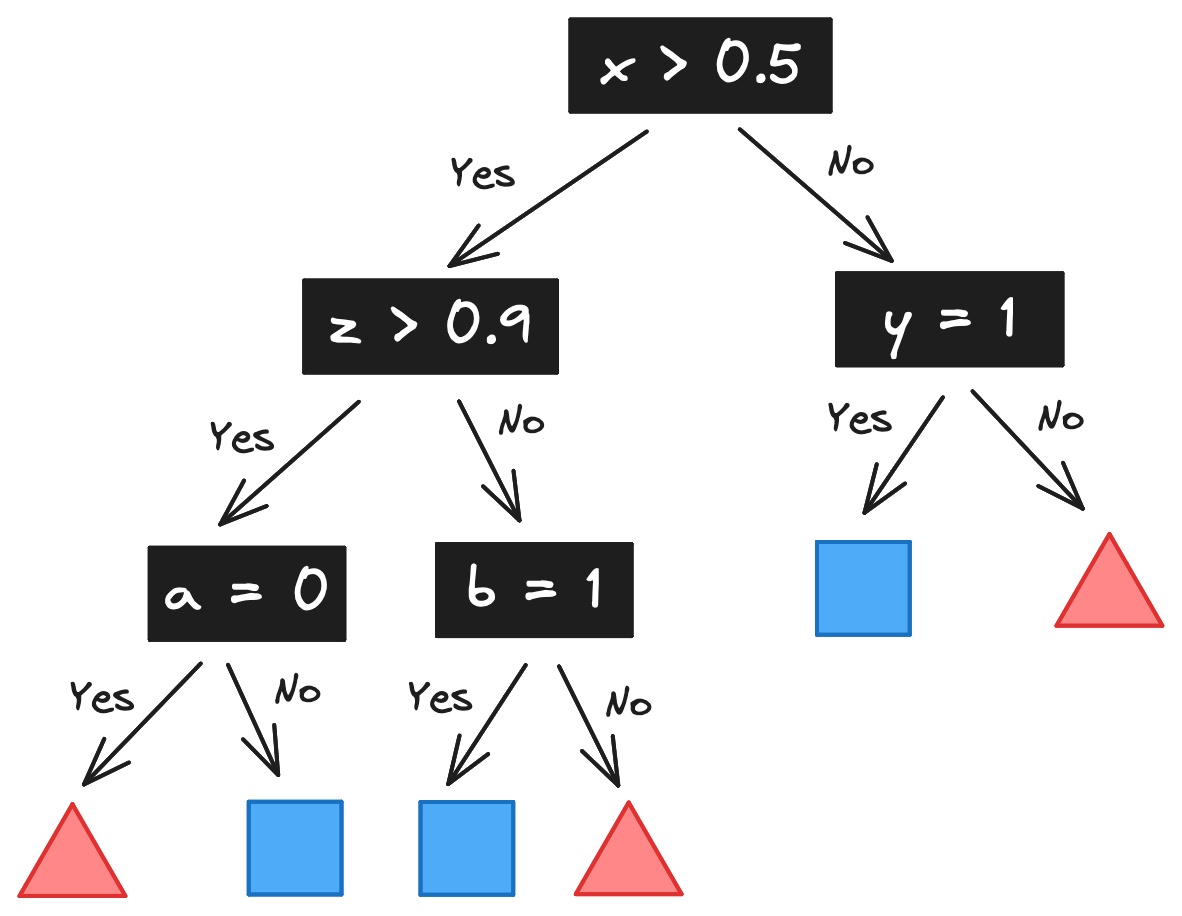 x > 0.5
Yes
No
z > 0.9
y = 1
Yes
No
Yes
No
a = 0
b = 1
Yes
No
Yes
No